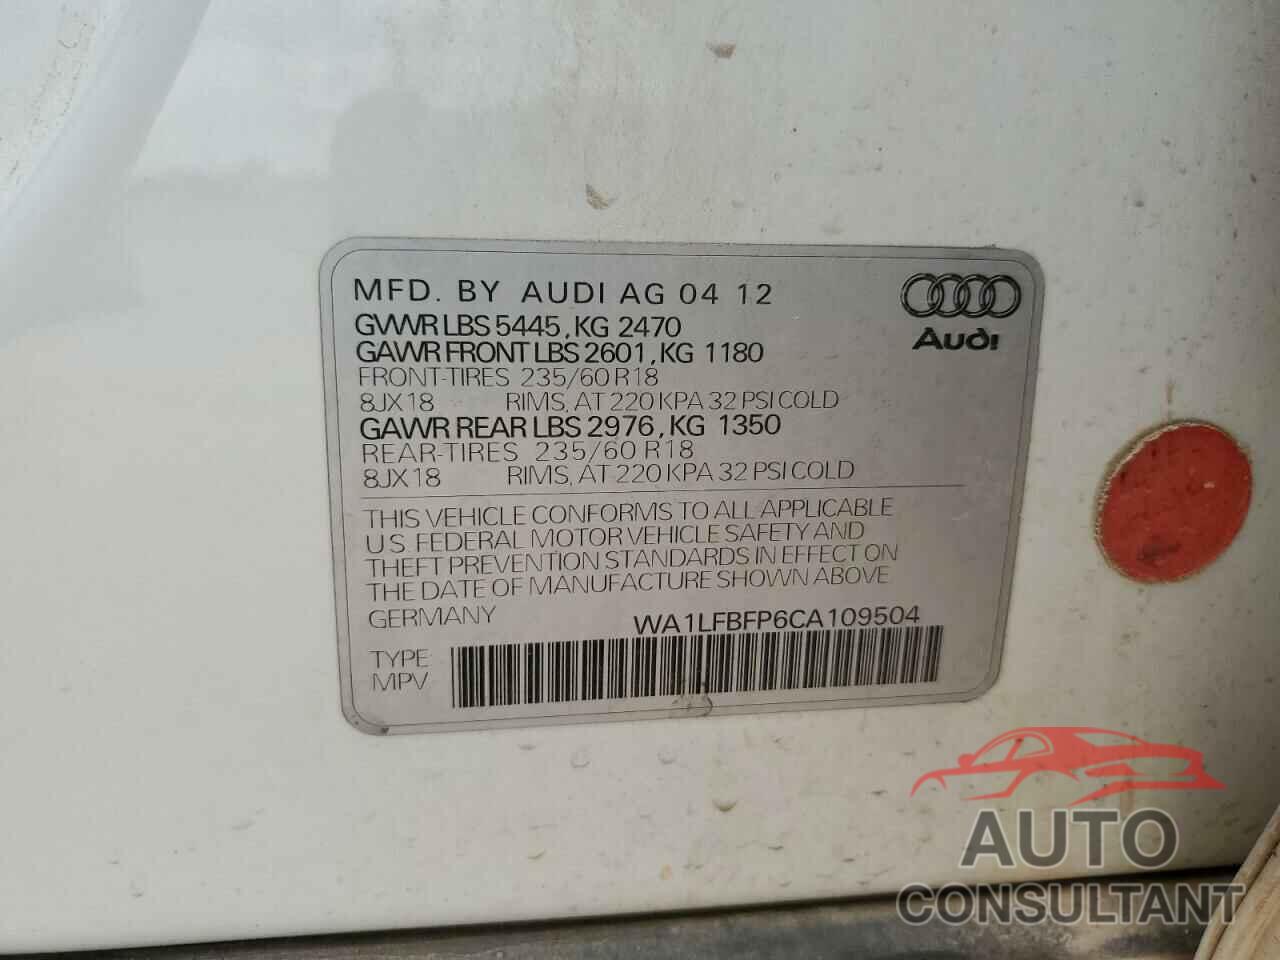 MFD. BY AUDI AG 04 12
Audi
GVWR LBS 5445, KG 2470
GAWR FRONT LBS 2601, KG 1180
FRONT-TIRES 235/60 R18
8JX18 RIMS, AT 220 KPA 32 PSI COLD
GAWR REAR LBS 2976, KG 1350
REAR-TIRES 235/60 R18
8JX18 RIMS, AT 220 KPA 32 PSI COLD
THIS VEHICLE CONFORMS TO ALL APPLICABLE
U.S. FEDERAL MOTOR VEHICLE SAFETY AND
THEFT PREVENTION STANDARDS IN EFFECT ON
THE DATE OF MANUFACTURE SHOWN ABOVE
GERMANY WA1LFBFP6CA109504
TYPE
MPV
AUTO
CONSULTANT